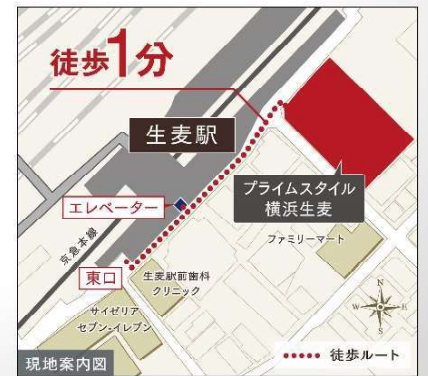 徒歩1分
生麦駅
エレベーター
プライムスタイル
横浜生麦
京急本線
ファミリーマート
東口
生麦駅前歯科
クリニック
サイゼリア
セブン-イレブン
N
W
E
S
現地案内図
徒歩ルート